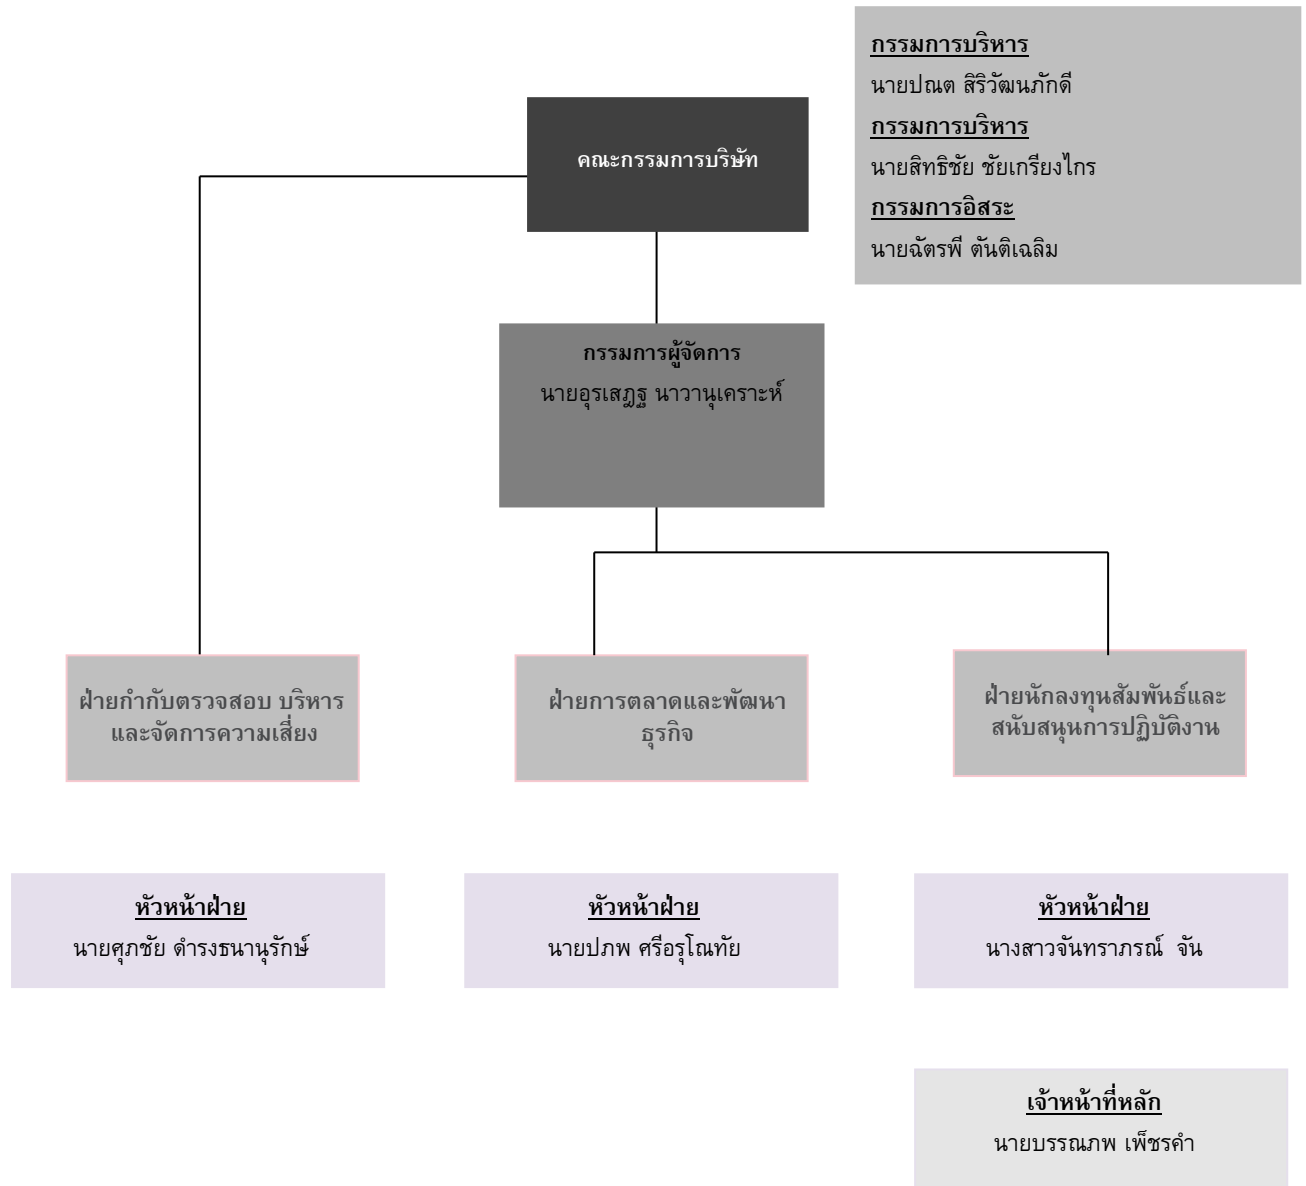 กรรมการบริหาร
นายปณต สิริวัฒนภักดี
กรรมการบริหาร
นายสิทธิชัย ชัยเกรียงไกร
กรรมการอิสระ
นายฉัตรพี ตันติเฉลิม
คณะกรรมการบริษัท
กรรมการผู้จัดการ
นายอุรเสฏฐ นาวานุเคราะห์
ฝ่ายกำกับตรวจสอบ บริหาร
และจัดการความเสี่ยง
ฝ่ายการตลาดและพัฒนา
ธุรกิจ
ฝ่ายนักลงทุนสัมพันธ์และ
สนับสนุนการปฏิบัติงาน
หัวหน้าฝ่าย
นายศุภชัย ดำรงธนานุรักษ์
หัวหน้าฝ่าย
นายปภพ ศรีอรุโณทัย
หัวหน้าฝ่าย
นางสาวจันทราภรณ์ จัน
เจ้าหน้าที่หลัก
นายบรรณภพ เพ็ชรคำ